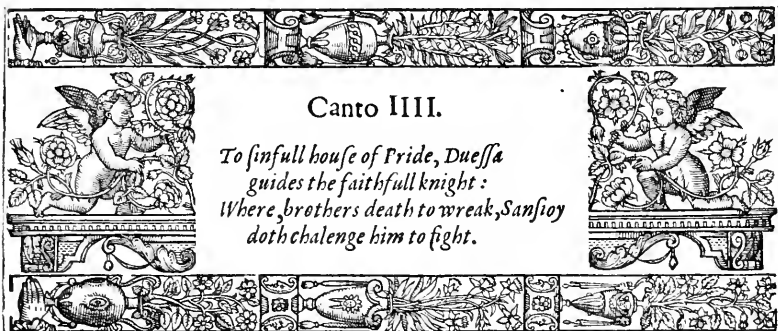 Canto IIII.
To ſinfull houſe of Pride, Dueſſa
guides the faithfull knight:
Where, brothers death to wreak, Sanſioy
doth chalenge him to fight.